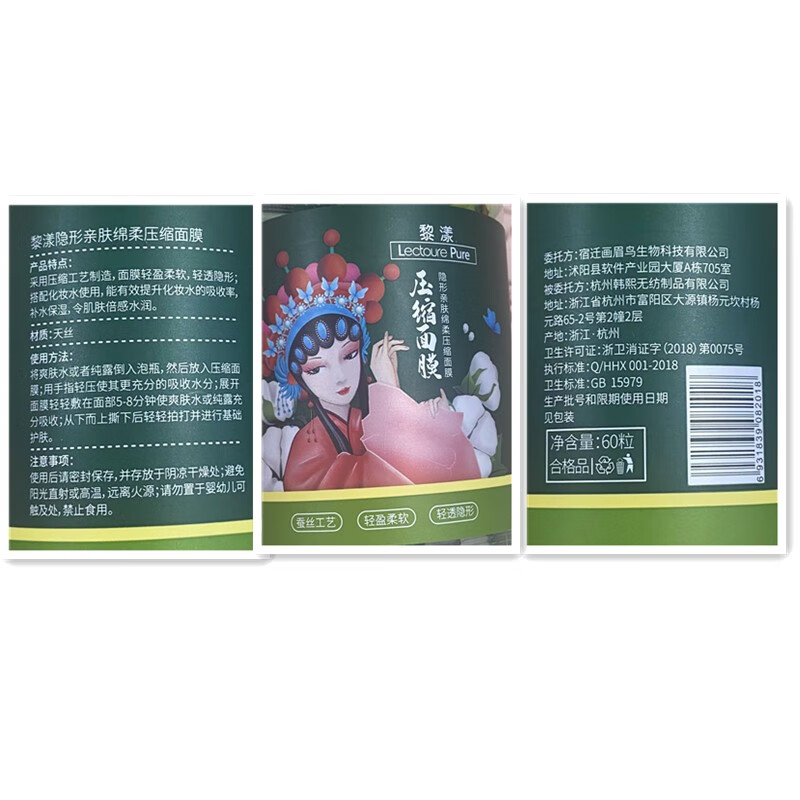 黎漾隐形亲肤绵柔压缩面膜
产品特点：
采用压缩工艺制造，面膜轻盈柔软，轻透隐形；
搭配化妆水使用，能有效提升化妆水的吸收率，
补水保湿，令肌肤倍感水润。
材质：天丝
使用方法：
将爽肤水或者纯露倒入泡瓶，然后放入压缩面
膜；用手指轻压使其更充分的吸收水分；展开
面膜轻轻敷在面部5-8分钟使爽肤水或纯露充
分吸收；从下而上撕下后轻轻拍打并进行基础
护肤。
注意事项：
使用后请密封保存，并存放于阴凉干燥处；避免
阳光直射或高温，远离火源；请勿置于婴幼儿可
触及处，禁止食用。
黎漾
Lectoure Pure
压缩面膜
隐形亲肤绵柔压缩面膜
蚕丝工艺
轻盈柔软
轻透隐形
委托方：宿迁画眉鸟生物科技有限公司
地址：沭阳县软件产业园大厦A栋705室
被委托方：杭州韩熙无纺制品有限公司
地址：浙江省杭州市富阳区大源镇杨元坎村杨
元路65-2号第2幢2层
产地：浙江·杭州
卫生许可证：浙卫消证字（2018）第0075号
执行标准：Q/HHX 001-2018
卫生标准：GB 15979
生产批号和限期使用日期
见包装
净含量：60粒
合格品
6931839082018